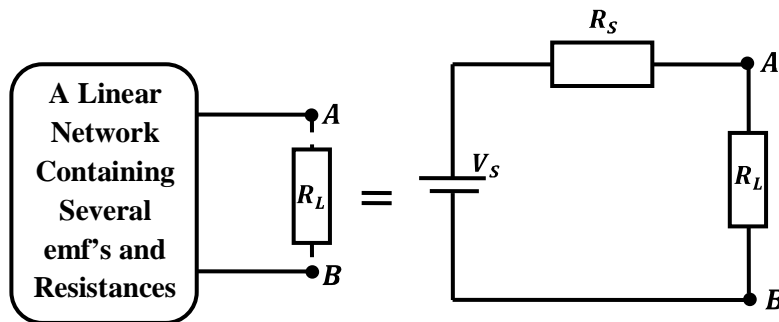 A Linear
Network
Containing
Several
emf's and
Resistances
A
R_L
B
=
R_S
V_S
A
R_L
B